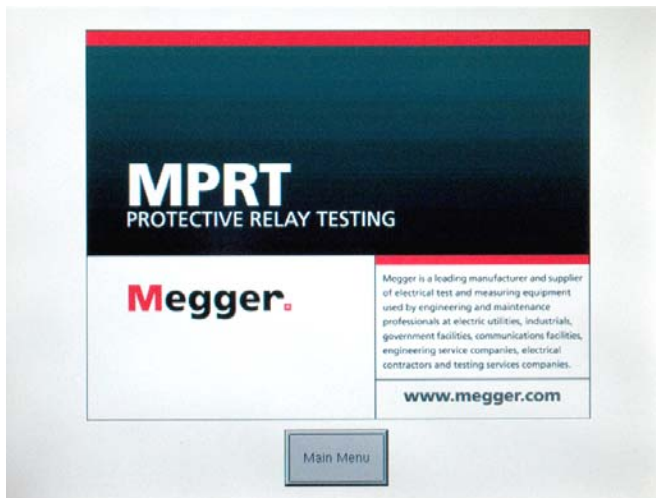 MPRT
PROTECTIVE RELAY TESTING
Megger.
Megger is a leading manufacturer and supplier
of electrical test and measuring equipment
used by engineering and maintenance
professionals at electric utilities, industrials,
government facilities, communications facilities,
engineering service companies, electrical
contractors and testing services companies.
www.megger.com
Main Menu